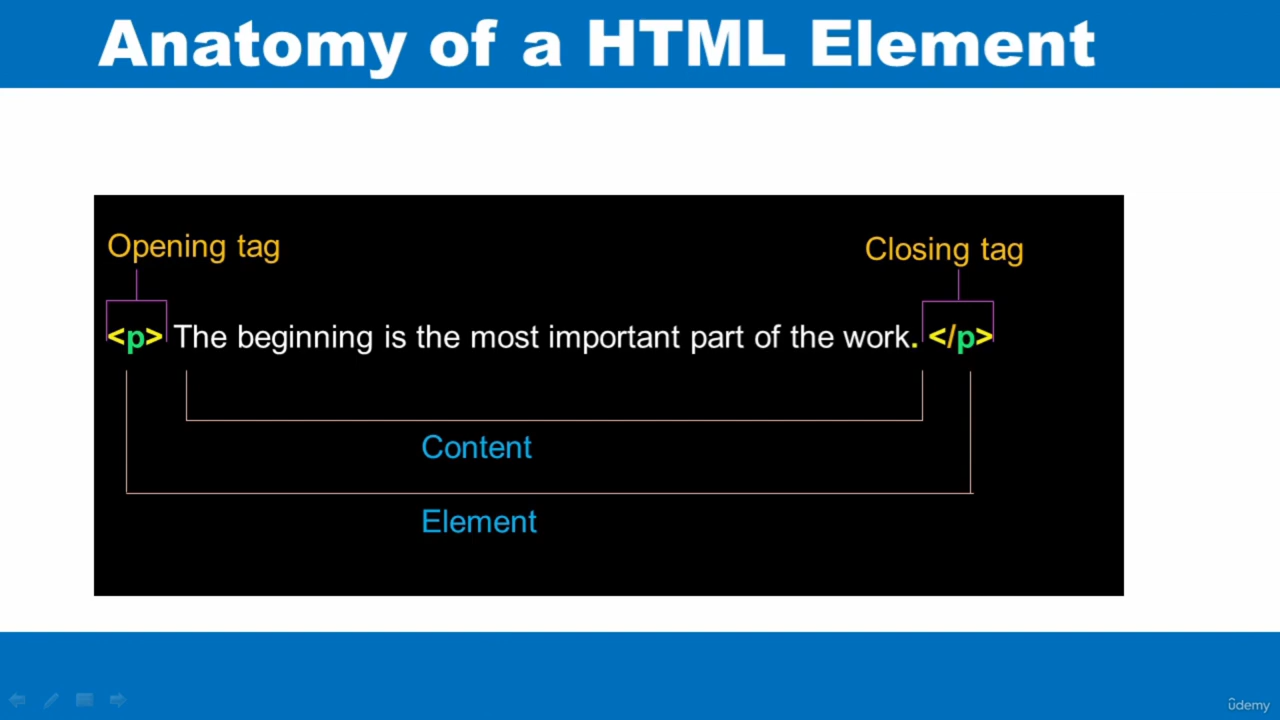 Anatomy of a HTML Element
Opening tag
Closing tag
<p> The beginning is the most important part of the work. </p>
Content
Element
ûdemy